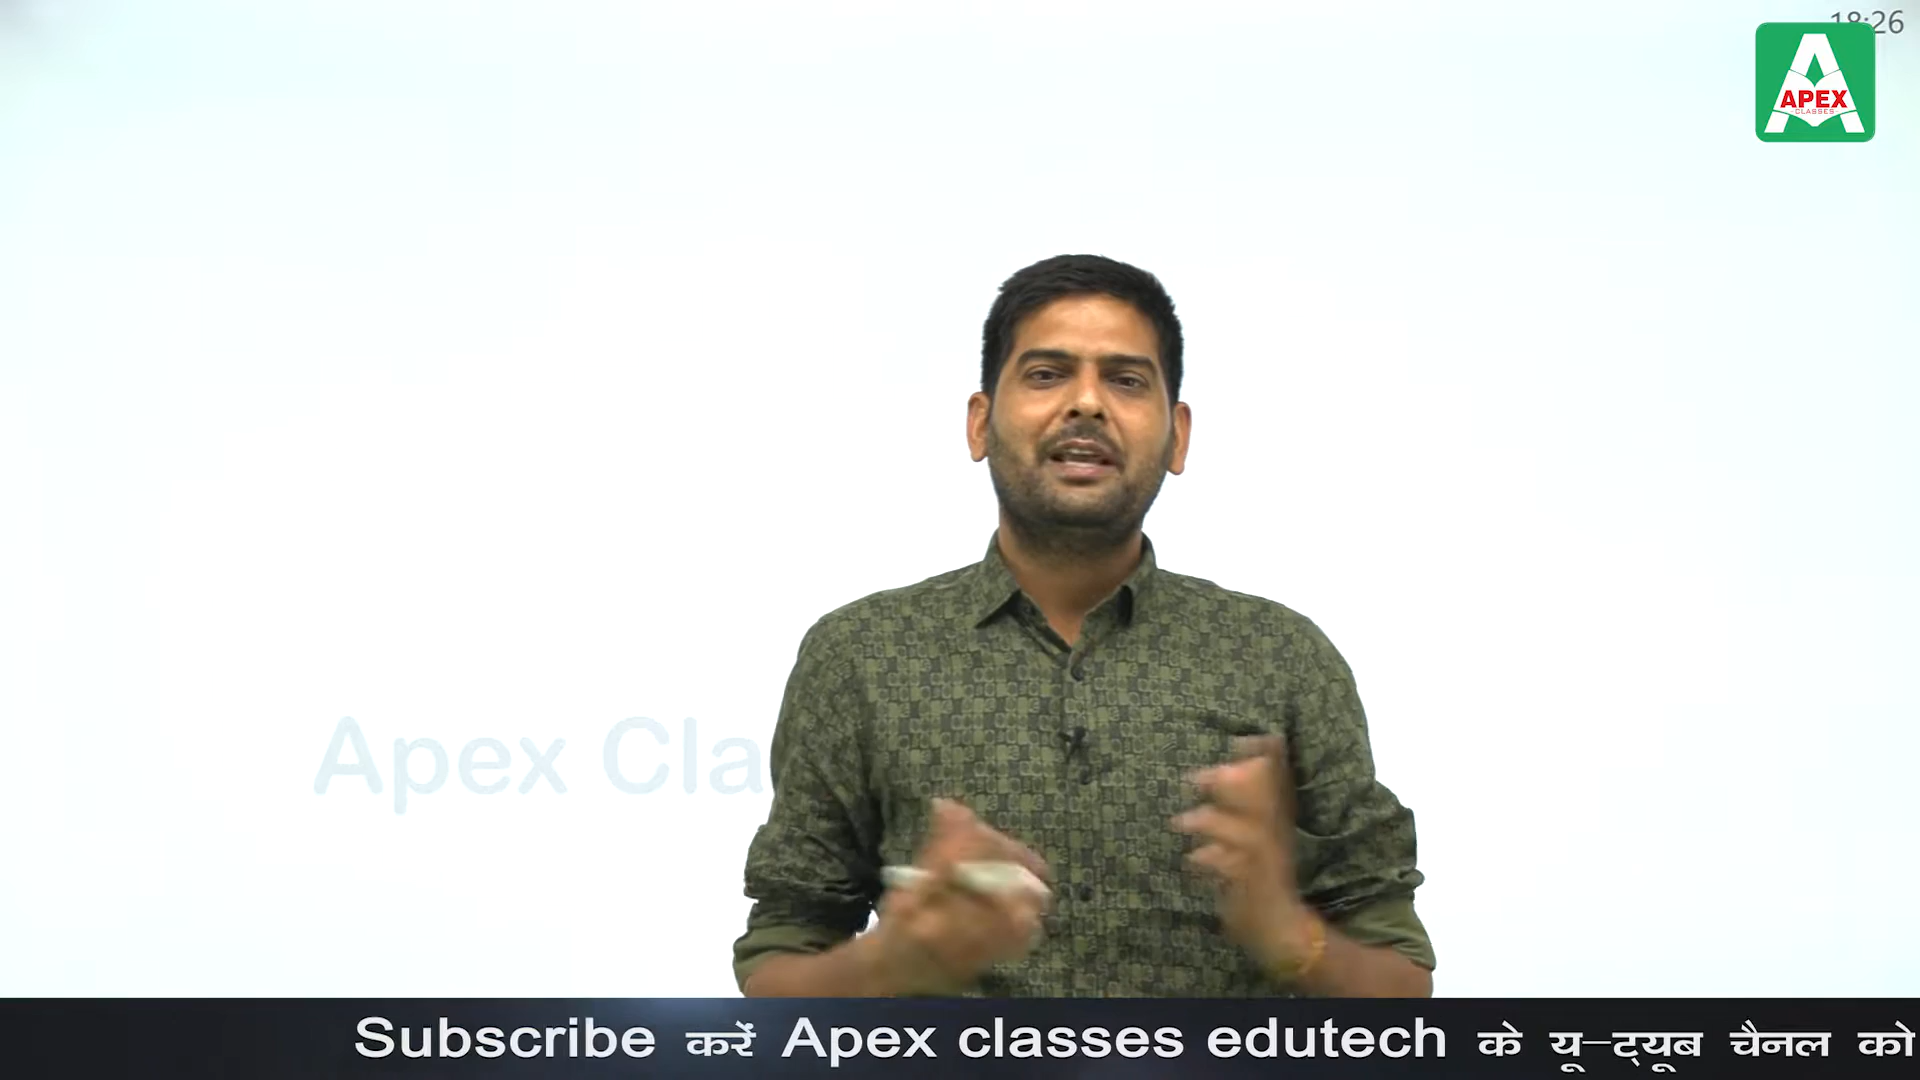 18:26
APEX
CLASSES
Apex Cla
Subscribe करें Apex classes edutech के यू-ट्यूब चैनल को